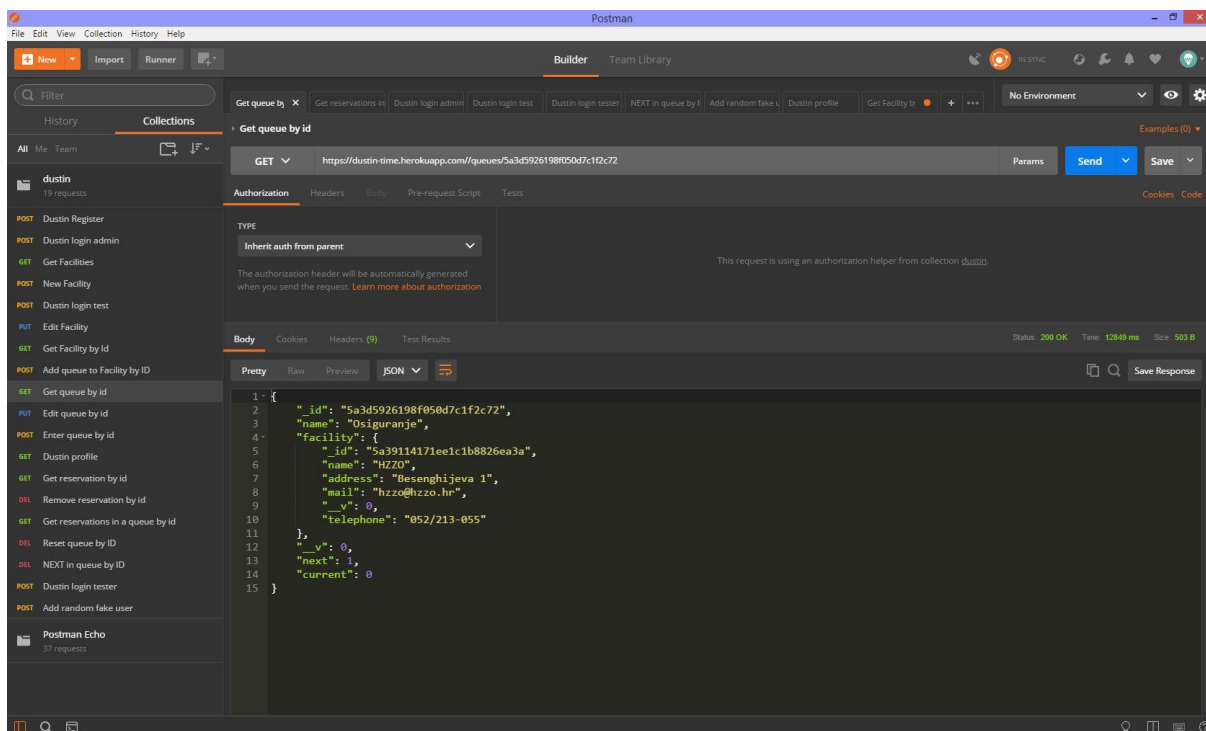 Postman
File Edit View Collection History Help
New Import Runner Builder Team Library IN SYNC
Filter
History Collections
All Me Team
dustin
19 requests
POST Dustin Register
POST Dustin login admin
GET Get Facilities
POST New Facility
POST Dustin login test
PUT Edit Facility
GET Get Facility by Id
POST Add queue to Facility by ID
GET Get queue by id
PUT Edit queue by id
POST Enter queue by id
GET Dustin profile
GET Get reservation by id
DEL Remove reservation by id
GET Get reservations in a queue by id
DEL Reset queue by ID
DEL NEXT in queue by ID
POST Dustin login tester
POST Add random fake user
Postman Echo
37 requests
Get queue by Get reservations in Dustin login admin Dustin login test Dustin login tester NEXT in queue by I Add random fake u Dustin profile Get Facility b + ••• No Environment
Get queue by id Examples (0)
GET https://dustin-time.herokuapp.com//queues/5a3d5926198f050d7c1f2c72 Params Send Save
Authorization Headers Body Pre-request Script Tests Cookies Code
TYPE
Inherit auth from parent
The authorization header will be automatically generated
when you send the request. Learn more about authorization
This request is using an authorization helper from collection dustin.
Body Cookies Headers (9) Test Results Status: 200 OK Time: 12849 ms Size: 503 B
Pretty Raw Preview JSON Save Response
1 {
2 "_id": "5a3d5926198f050d7c1f2c72",
3 "name": "Osiguranje",
4 "facility": {
5 "_id": "5a39114171ee1c1b8826ea3a",
6 "name": "HZZO",
7 "address": "Besenghijeva 1",
8 "mail": "hzzo@hzzo.hr",
9 "__v": 0,
10 "telephone": "052/213-055"
11 },
12 "__v": 0,
13 "next": 1,
14 "current": 0
15 }